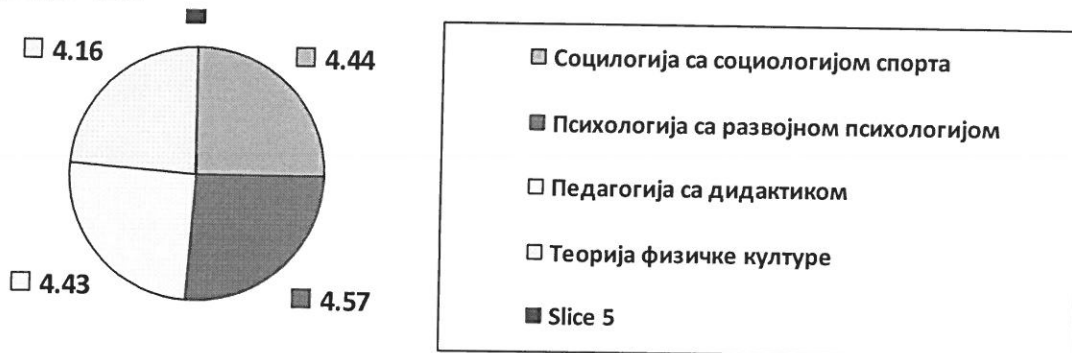 4.16
4.44
4.43
4.57
Социлогија са социологијом спорта
Психологија са развојном психологијом
Педагогија са дидактиком
Теорија физичке културе
Slice 5